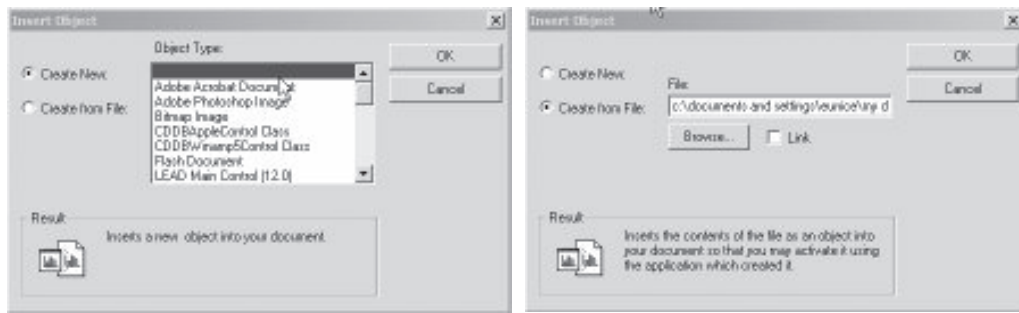 Insert Object
Object Type:
Create New:
Create from File:
Adobe Acrobat Document
Adobe Photoshop Image
Bitmap Image
CDDBAppleControl Class
CDDBWinamp5Control Class
Flash Document
LEAD Main Control (12.0)
OK
Cancel
Result
Inserts a new object into your document.
Insert Object
Create New:
Create from File:
File:
c:\documents and settings\eunice\my d
Browse...
Link
OK
Cancel
Result
Inserts the contents of the file as an object into
your document so that you may activate it using
the application which created it.